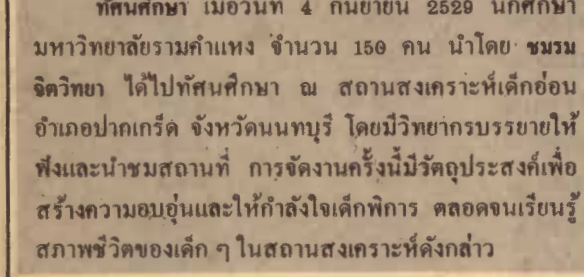 ทัศนศึกษา เมื่อวันที่ 4 กันยายน 2529 นักศึกษา
มหาวิทยาลัยรามคำแหง จำนวน 150 คน นำโดย ชมรม
จิตวิทยา ได้ไปทัศนศึกษา ณ สถานสงเคราะห์เด็กอ่อน
อำเภอปากเกร็ด จังหวัดนนทบุรี โดยมีวิทยากรบรรยายให้
ฟังและนำชมสถานที่ การจัดงานครั้งนี้มีวัตถุประสงค์เพื่อ
สร้างความอบอุ่นและให้กำลังใจเด็กพิการ ตลอดจนเรียนรู้
สภาพชีวิตของเด็ก ๆ ในสถานสงเคราะห์ดังกล่าว